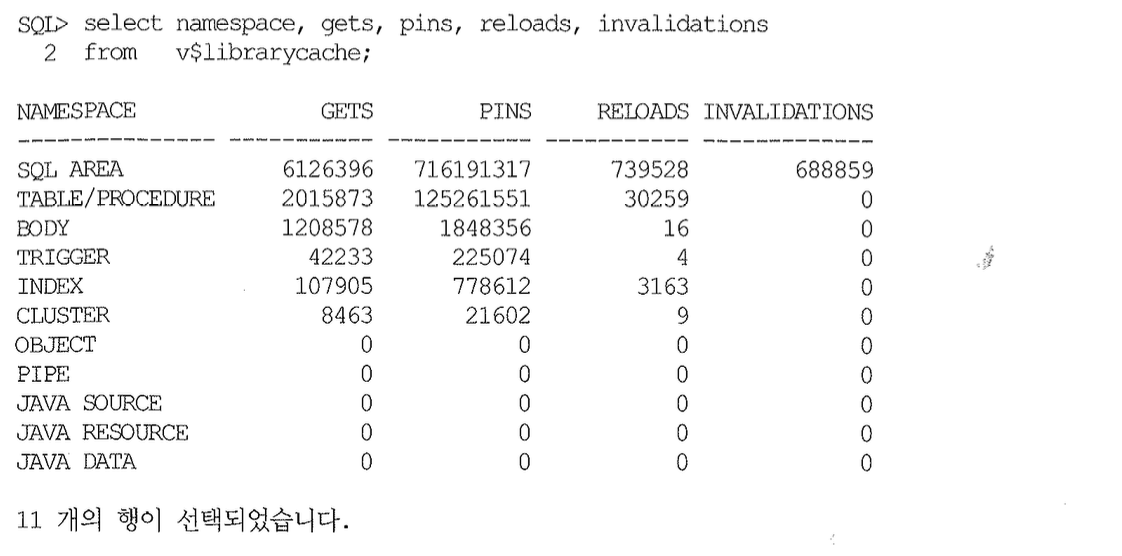 SQL> select namespace, gets, pins, reloads, invalidations
  2  from   v$librarycache;
NAMESPACE             GETS       PINS    RELOADS INVALIDATIONS
--------------- ---------- ---------- ---------- -------------
SQL AREA           6126396  716191317     739528        688859
TABLE/PROCEDURE    2015873  125261551      30259             0
BODY               1208578    1848356         16             0
TRIGGER              42233     225074          4             0
INDEX               107905     778612       3163             0
CLUSTER               8463      21602          9             0
OBJECT                   0          0          0             0
PIPE                     0          0          0             0
JAVA SOURCE              0          0          0             0
JAVA RESOURCE            0          0          0             0
JAVA DATA                0          0          0             0
11 개의 행이 선택되었습니다.